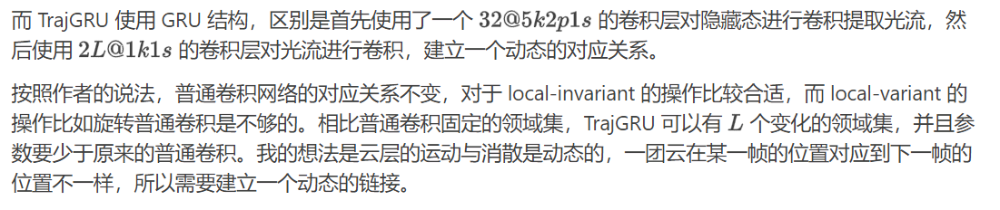 而 TrajGRU 使用 GRU 结构，区别是首先使用了一个 32@5k2p1s 的卷积层对隐藏态进行卷积提取光流，然
后使用 2L@1k1s 的卷积层对光流进行卷积，建立一个动态的对应关系。
按照作者的说法，普通卷积网络的对应关系不变，对于 local-invariant 的操作比较合适，而 local-variant 的
操作比如旋转普通卷积是不够的。相比普通卷积固定的领域集，TrajGRU 可以有 L 个变化的领域集，并且参
数要少于原来的普通卷积。我的想法是云层的运动与消散是动态的，一团云在某一帧的位置对应到下一帧的
位置不一样，所以需要建立一个动态的链接。